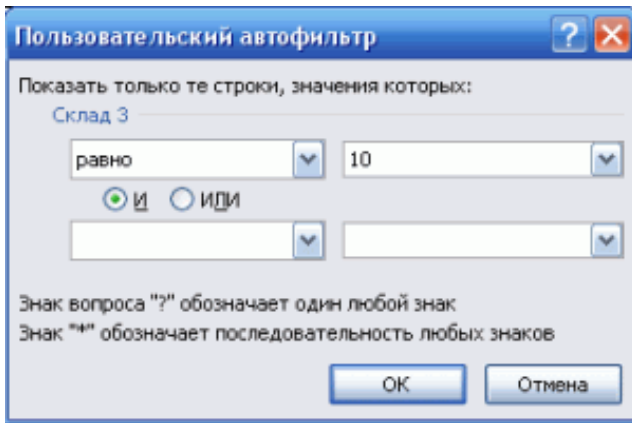 Пользовательский автофильтр
Показать только те строки, значения которых:
Склад 3
равно 10
И ИЛИ
Знак вопроса "?" обозначает один любой знак
Знак "*" обозначает последовательность любых знаков
ОК Отмена